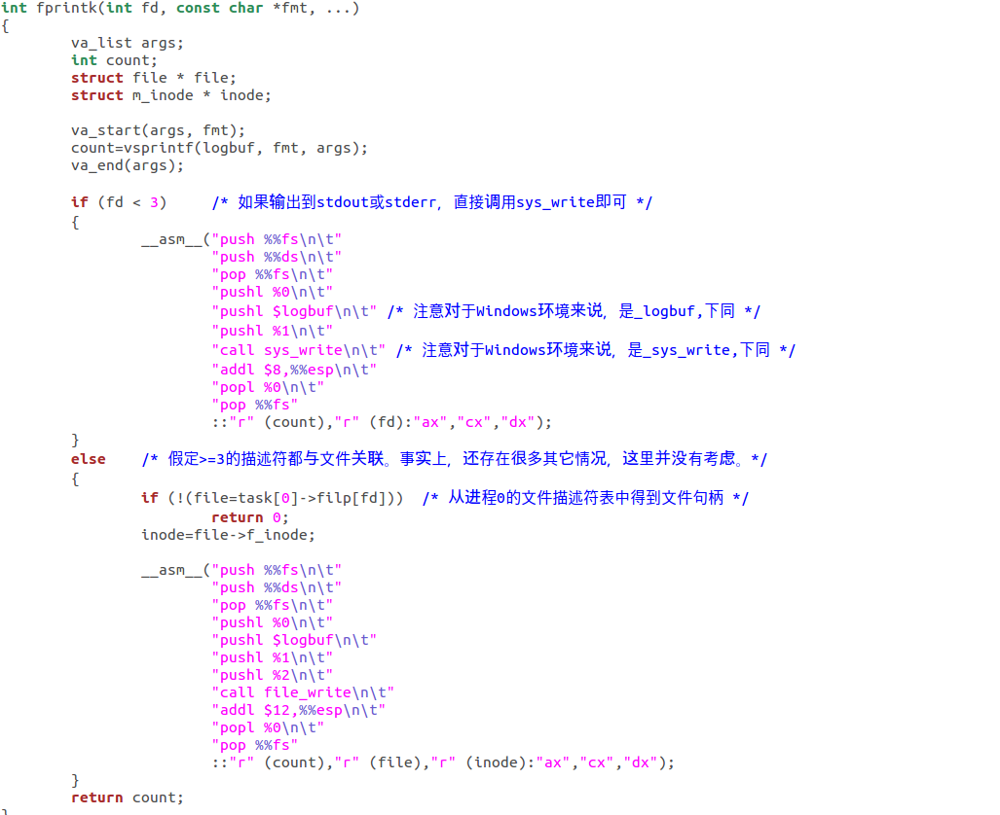 int fprintk(int fd, const char *fmt, ...)
{
        va_list args;
        int count;
        struct file * file;
        struct m_inode * inode;

        va_start(args, fmt);
        count=vsprintf(logbuf, fmt, args);
        va_end(args);

        if (fd < 3)     /* 如果输出到stdout或stderr，直接调用sys_write即可 */
        {
                __asm__("push %%fs\n\t"
                        "push %%ds\n\t"
                        "pop %%fs\n\t"
                        "pushl %0\n\t"
                        "pushl $logbuf\n\t" /* 注意对于Windows环境来说，是_logbuf,下同 */
                        "pushl %1\n\t"
                        "call sys_write\n\t" /* 注意对于Windows环境来说，是_sys_write,下同 */
                        "addl $8,%%esp\n\t"
                        "popl %0\n\t"
                        "pop %%fs"
                        ::"r" (count),"r" (fd):"ax","cx","dx");
        }
        else    /* 假定>=3的描述符都与文件关联。事实上，还存在很多其它情况，这里并没有考虑。*/
        {
                if (!(file=task[0]->filp[fd]))  /* 从进程0的文件描述符表中得到文件句柄 */
                        return 0;
                inode=file->f_inode;

                __asm__("push %%fs\n\t"
                        "push %%ds\n\t"
                        "pop %%fs\n\t"
                        "pushl %0\n\t"
                        "pushl $logbuf\n\t"
                        "pushl %1\n\t"
                        "pushl %2\n\t"
                        "call file_write\n\t"
                        "addl $12,%%esp\n\t"
                        "popl %0\n\t"
                        "pop %%fs"
                        ::"r" (count),"r" (file),"r" (inode):"ax","cx","dx");
        }
        return count;
}